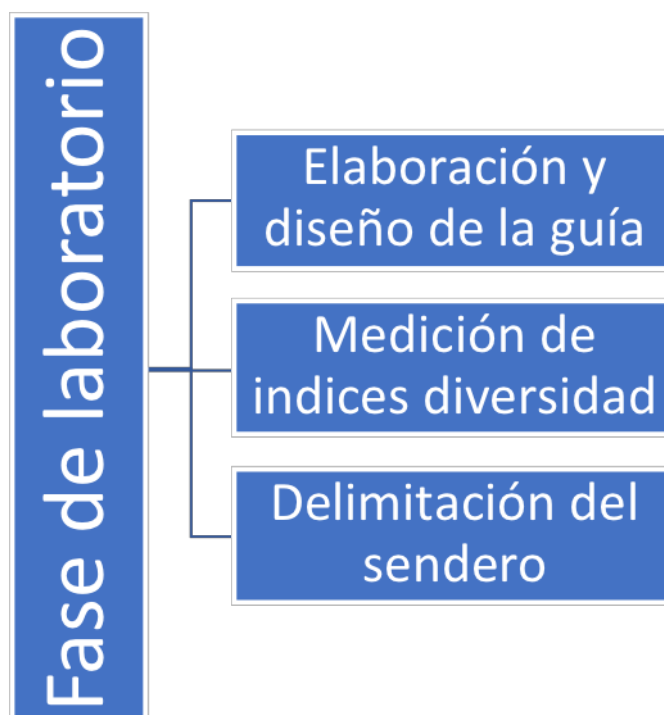 Fase de laboratorio
Elaboración y
diseño de la guía
Medición de
indices diversidad
Delimitación del
sendero